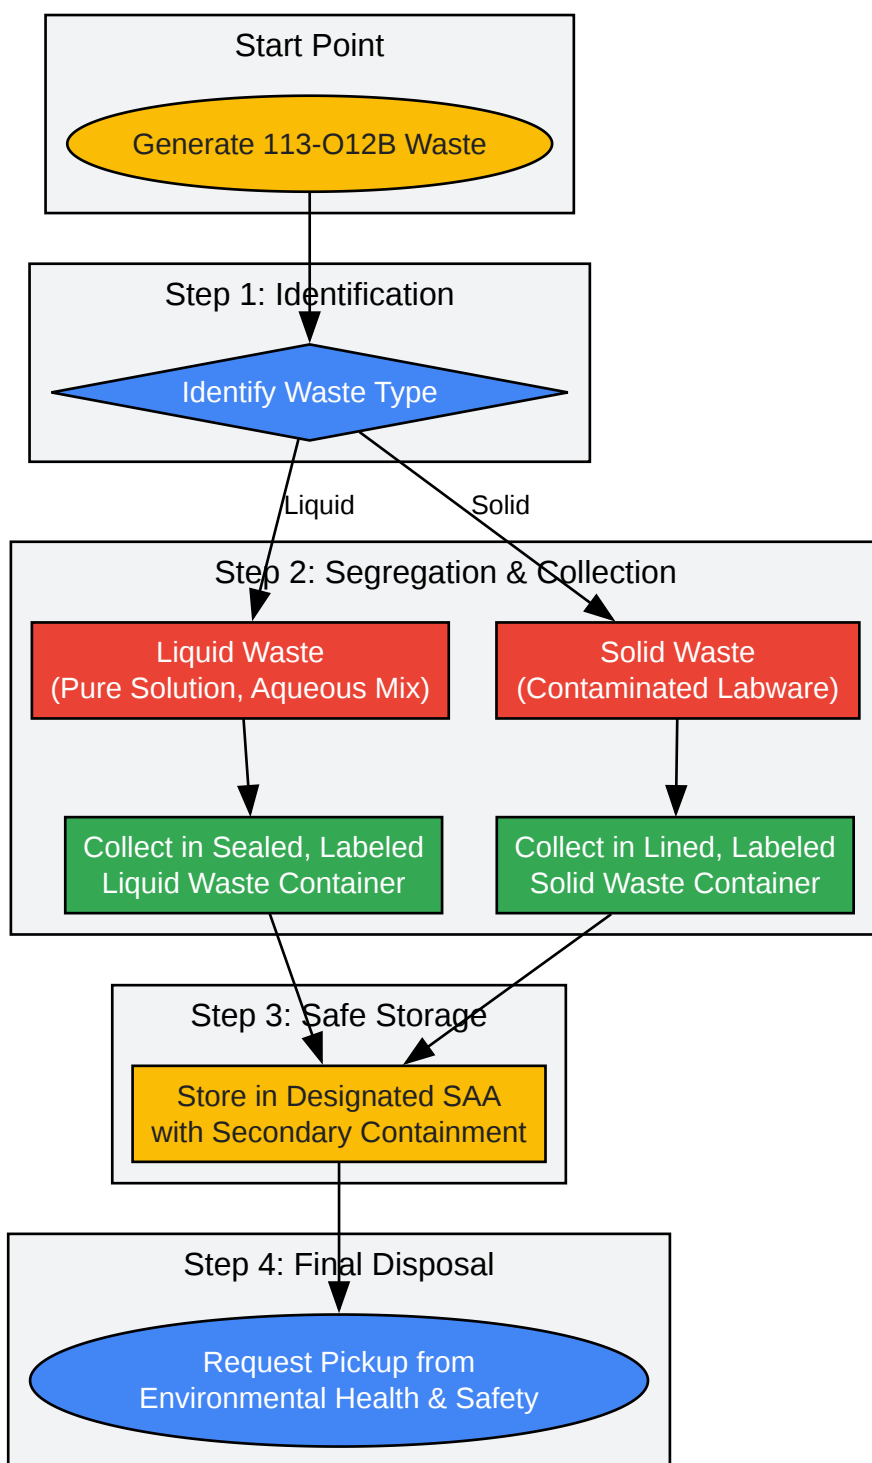 Start Point
Generate 113-O12B Waste
Step 1: Identification
Identify Waste Type
Liquid
Solid
Step 2: Segregation & Collection
Liquid Waste
(Pure Solution, Aqueous Mix)
Solid Waste
(Contaminated Labware)
Collect in Sealed, Labeled
Liquid Waste Container
Collect in Lined, Labeled
Solid Waste Container
Step 3: Safe Storage
Store in Designated SAA
with Secondary Containment
Step 4: Final Disposal
Request Pickup from
Environmental Health & Safety